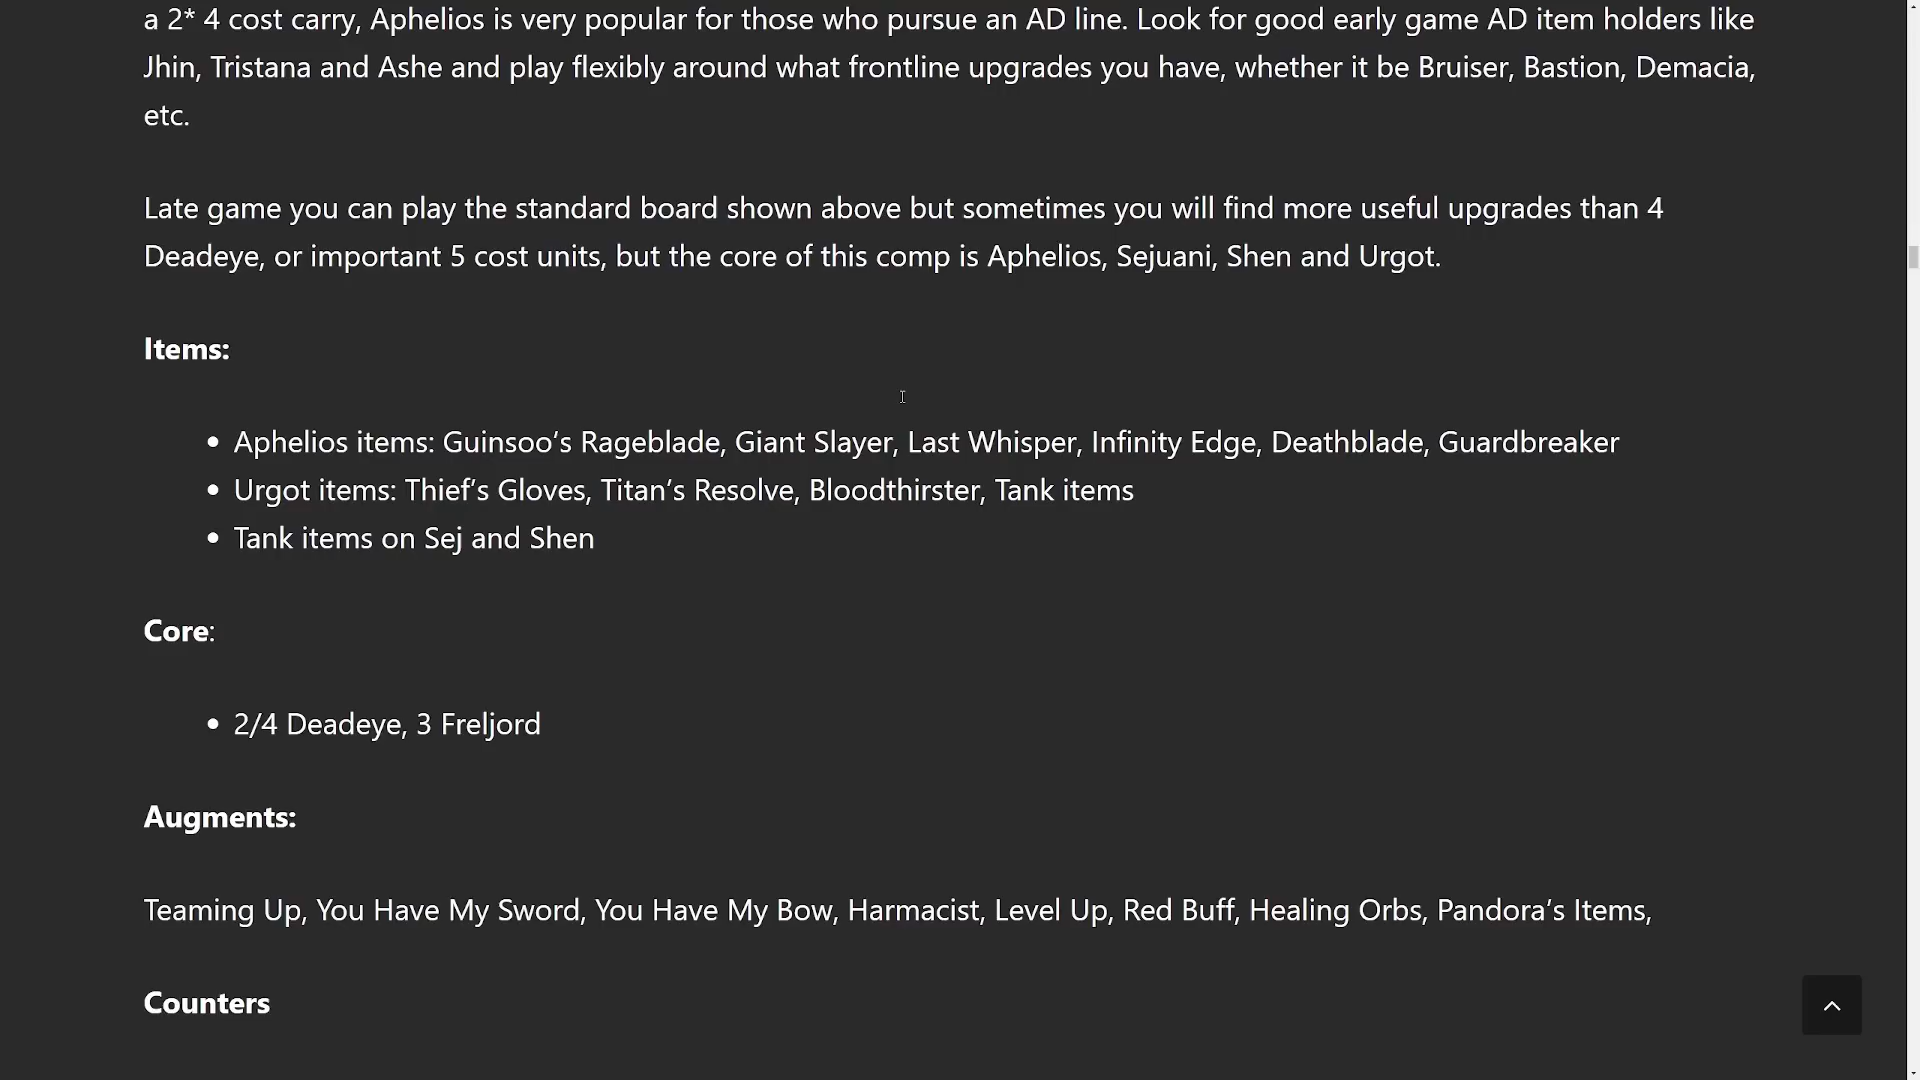 a 2* 4 cost carry, Aphelios is very popular for those who pursue an AD line. Look for good early game AD item holders like
Jhin, Tristana and Ashe and play flexibly around what frontline upgrades you have, whether it be Bruiser, Bastion, Demacia,
etc.
Late game you can play the standard board shown above but sometimes you will find more useful upgrades than 4
Deadeye, or important 5 cost units, but the core of this comp is Aphelios, Sejuani, Shen and Urgot.
Items:
• Aphelios items: Guinsoo’s Rageblade, Giant Slayer, Last Whisper, Infinity Edge, Deathblade, Guardbreaker
• Urgot items: Thief’s Gloves, Titan’s Resolve, Bloodthirster, Tank items
• Tank items on Sej and Shen
Core:
• 2/4 Deadeye, 3 Freljord
Augments:
Teaming Up, You Have My Sword, You Have My Bow, Harmacist, Level Up, Red Buff, Healing Orbs, Pandora’s Items,
Counters